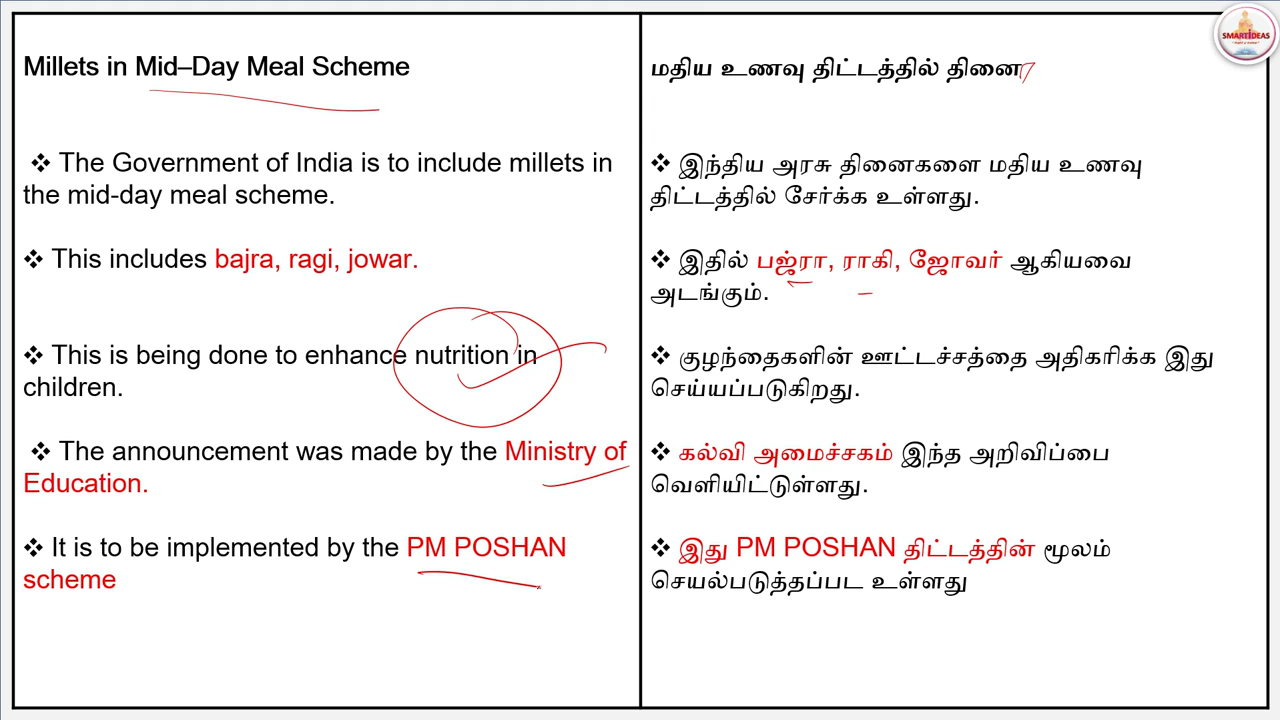 Millets in Mid–Day Meal Scheme
❖ The Government of India is to include millets in
the mid-day meal scheme.
❖ This includes bajra, ragi, jowar.
❖ This is being done to enhance nutrition in
children.
❖ The announcement was made by the Ministry of
Education.
❖ It is to be implemented by the PM POSHAN
scheme
மதிய உணவு திட்டத்தில் தினை
❖ இந்திய அரசு தினைகளை மதிய உணவு
திட்டத்தில் சேர்க்க உள்ளது.
❖ இதில் பஜ்ரா, ராகி, ஜோவர் ஆகியவை
அடங்கும்.
❖ குழந்தைகளின் ஊட்டச்சத்தை அதிகரிக்க இது
செய்யப்படுகிறது.
❖ கல்வி அமைச்சகம் இந்த அறிவிப்பை
வெளியிட்டுள்ளது.
❖ இது PM POSHAN திட்டத்தின் மூலம்
செயல்படுத்தப்பட உள்ளது
SMARTIDEAS